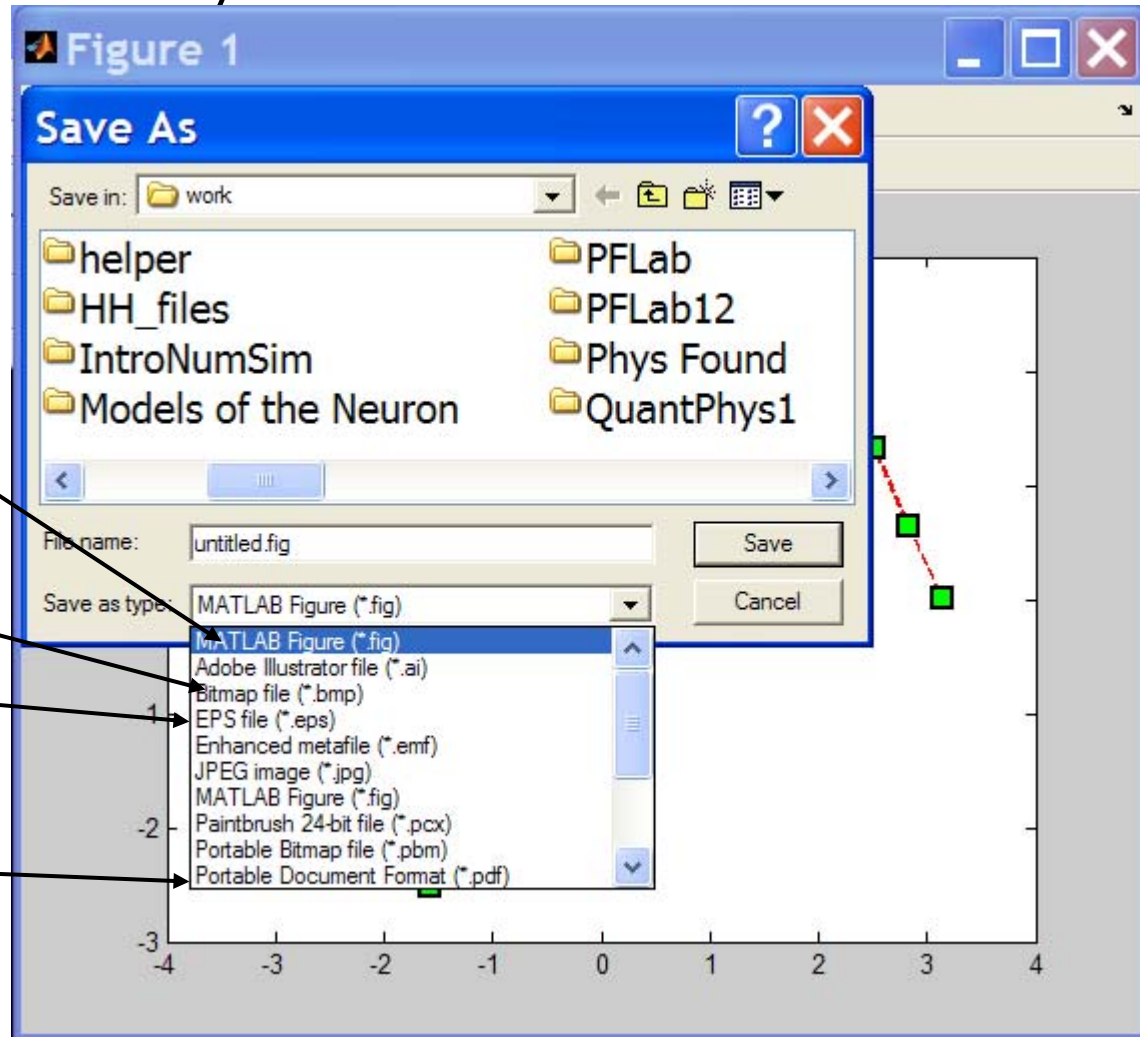 Figure 1
Save As
Save in: work
helper
HH_files
IntroNumSim
Models of the Neuron
PFLab
PFLab12
Phys Found
QuantPhys1
File name: untitled.fig
Save
Save as type: MATLAB Figure (*.fig)
Cancel
MATLAB Figure (*.fig)
Adobe Illustrator file (*.ai)
Bitmap file (*.bmp)
EPS file (*.eps)
Enhanced metafile (*.emf)
JPEG image (*.jpg)
MATLAB Figure (*.fig)
Paintbrush 24-bit file (*.pcx)
Portable Bitmap file (*.pbm)
Portable Document Format (*.pdf)
-1
-2
-3
-4 -3 -2 -1 0 1 2 3 4